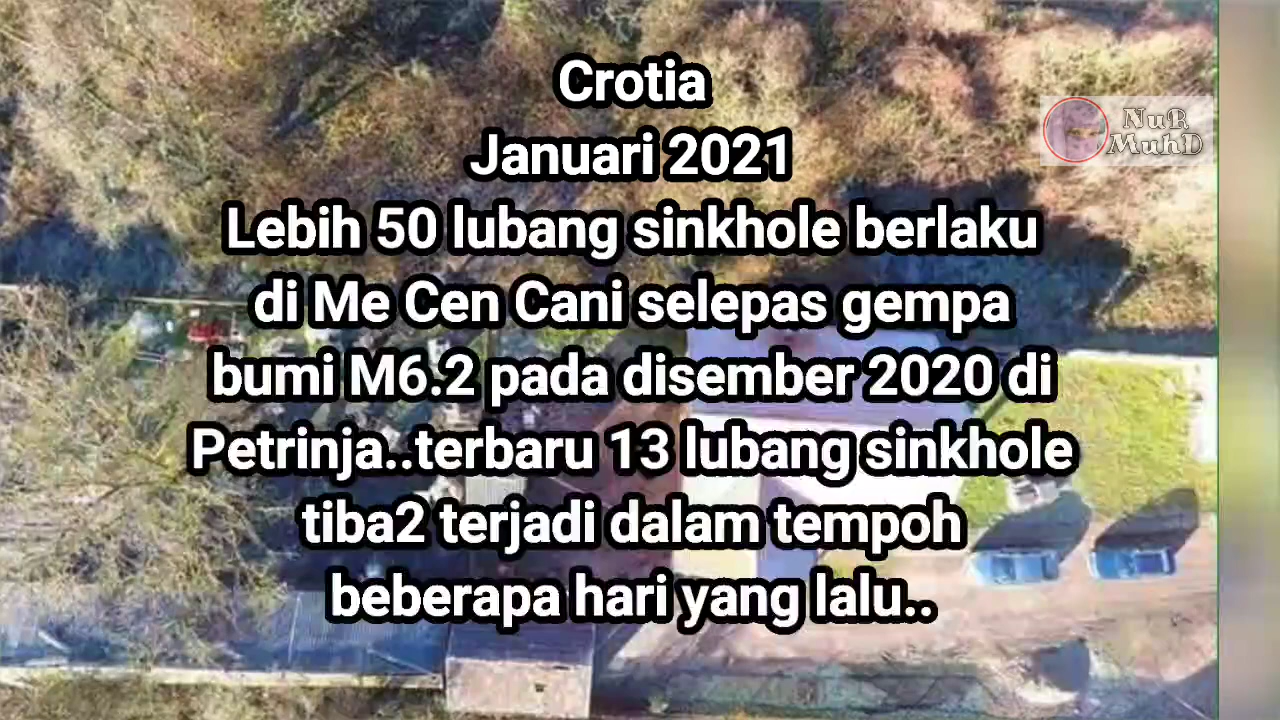 Crotia
Januari 2021
Lebih 50 lubang sinkhole berlaku
di Me Cen Cani selepas gempa
bumi M6.2 pada disember 2020 di
Petrinja..terbaru 13 lubang sinkhole
tiba2 terjadi dalam tempoh
beberapa hari yang lalu..
NuR
MuhD